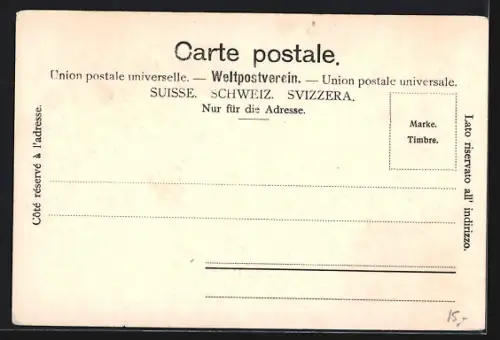 Carte postale.
Union postale universelle. — Weltpostverein. — Union postale universale.
SUISSE. SCHWEIZ. SVIZZERA.
Nur für die Adresse.
Marke.
Timbre.
Côté réservé à l'adresse.
Lato riservato all' indirizzo.
15,-